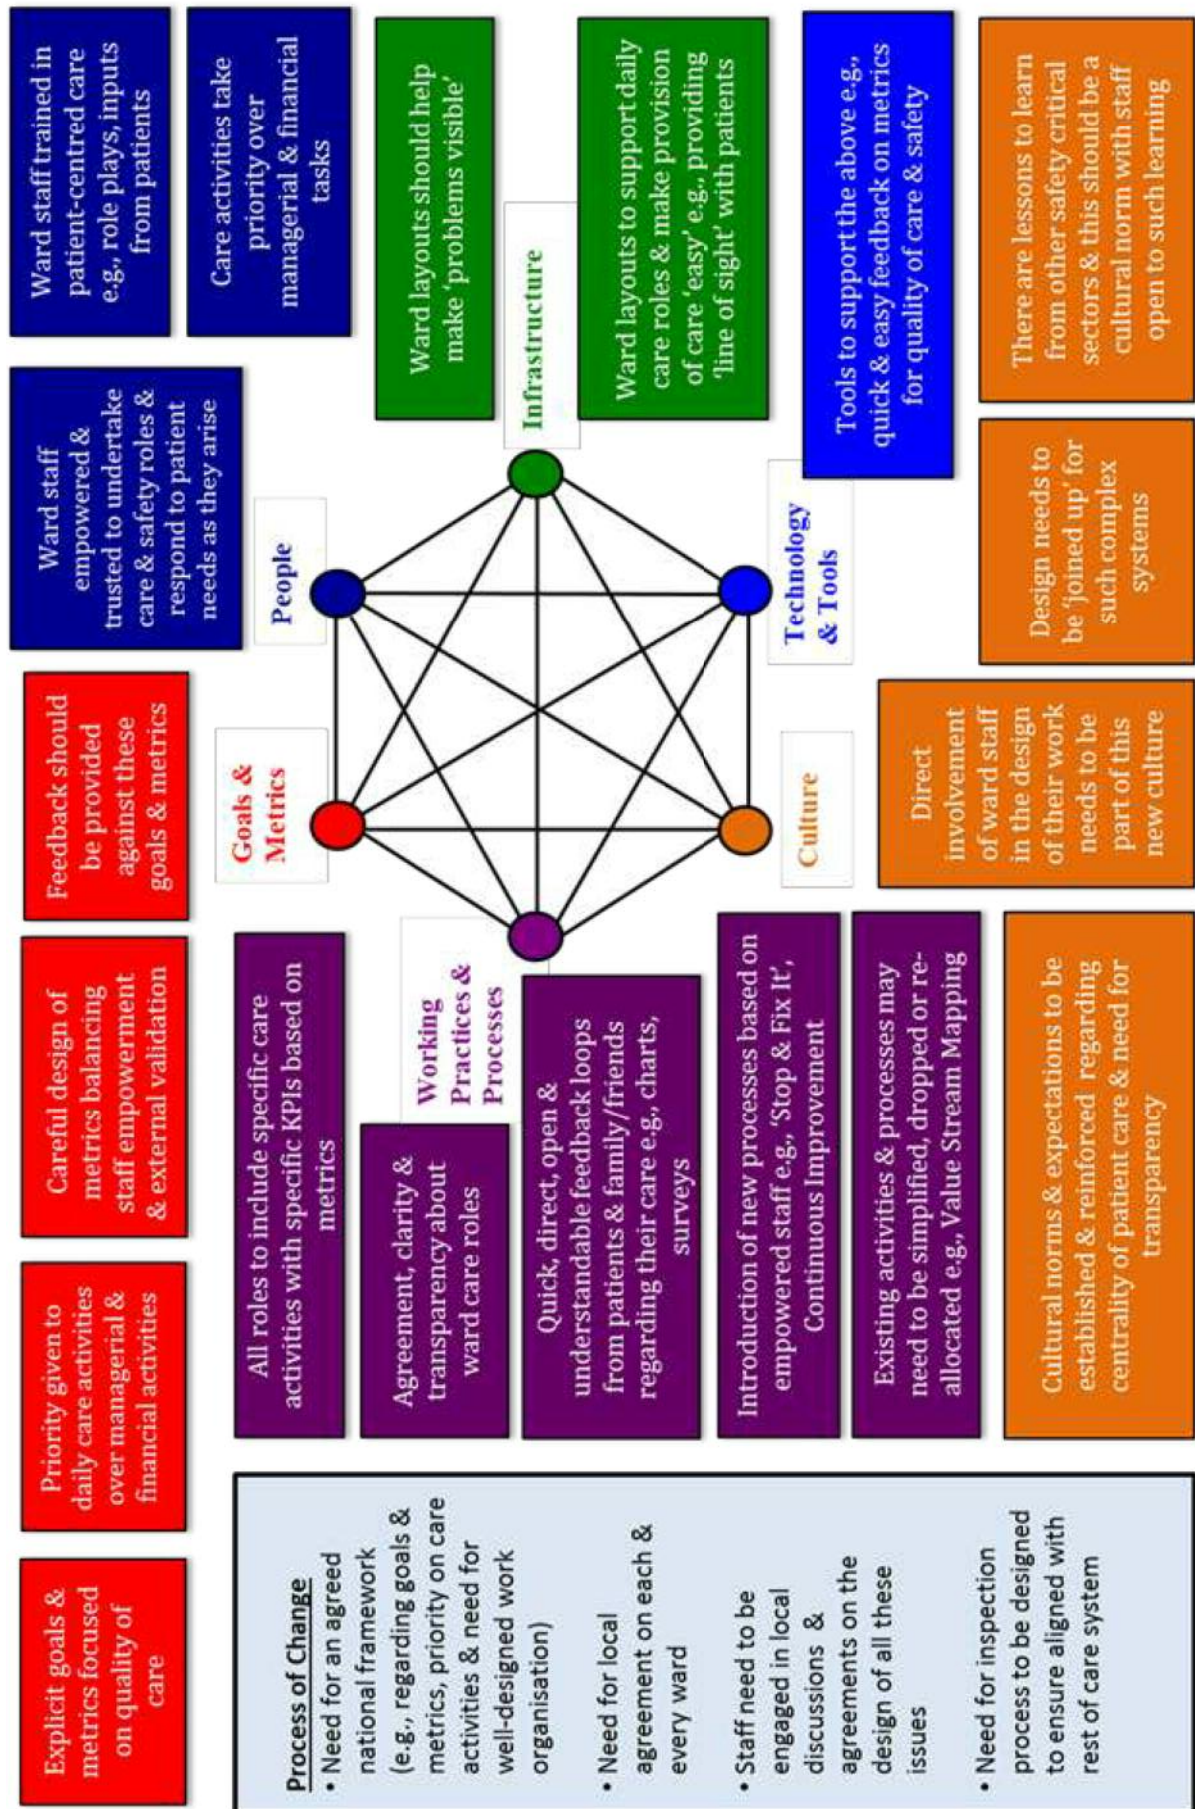 Explicit goals &
metrics focused
on quality of
care
Priority given to
daily care activities
over managerial &
financial activities
Careful design of
metrics balancing
staff empowerment
& external validation
Feedback should
be provided
against these
goals & metrics
Ward staff
empowered &
trusted to undertake
care & safety roles &
respond to patient
needs as they arise
Ward staff trained in
patient-centred care
e.g., role plays, inputs
from patients
Care activities take
priority over
managerial & financial
tasks
Process of Change
• Need for an agreed
national framework
(e.g., regarding goals &
metrics, priority on care
activities & need for
well-designed work
organisation)
• Need for local
agreement on each &
every ward
• Staff need to be
engaged in local
discussions &
agreements on the
design of all these
issues
• Need for inspection
process to be designed
to ensure aligned with
rest of care system
All roles to include specific care
activities with specific KPIs based on
metrics
Agreement, clarity &
transparency about
ward care roles
Working
Practices &
Processes
Quick, direct, open &
understandable feedback loops
from patients & family/friends
regarding their care e.g., charts,
surveys
Introduction of new processes based on
empowered staff e.g., ‘Stop & Fix It’,
Continuous Improvement
Existing activities & processes may
need to be simplified, dropped or re-
allocated e.g., Value Stream Mapping
Goals &
Metrics
People
Infrastructure
Culture
Technology
& Tools
Ward layouts should help
make ‘problems visible’
Ward layouts to support daily
care roles & make provision
of care ‘easy’ e.g., providing
‘line of sight’ with patients
Tools to support the above e.g.,
quick & easy feedback on metrics
for quality of care & safety
Cultural norms & expectations to be
established & reinforced regarding
centrality of patient care & need for
transparency
Direct
involvement
of ward staff
in the design
of their work
needs to be
part of this
new culture
Design needs to
be ‘joined up’ for
such complex
systems
There are lessons to learn
from other safety critical
sectors & this should be a
cultural norm with staff
open to such learning